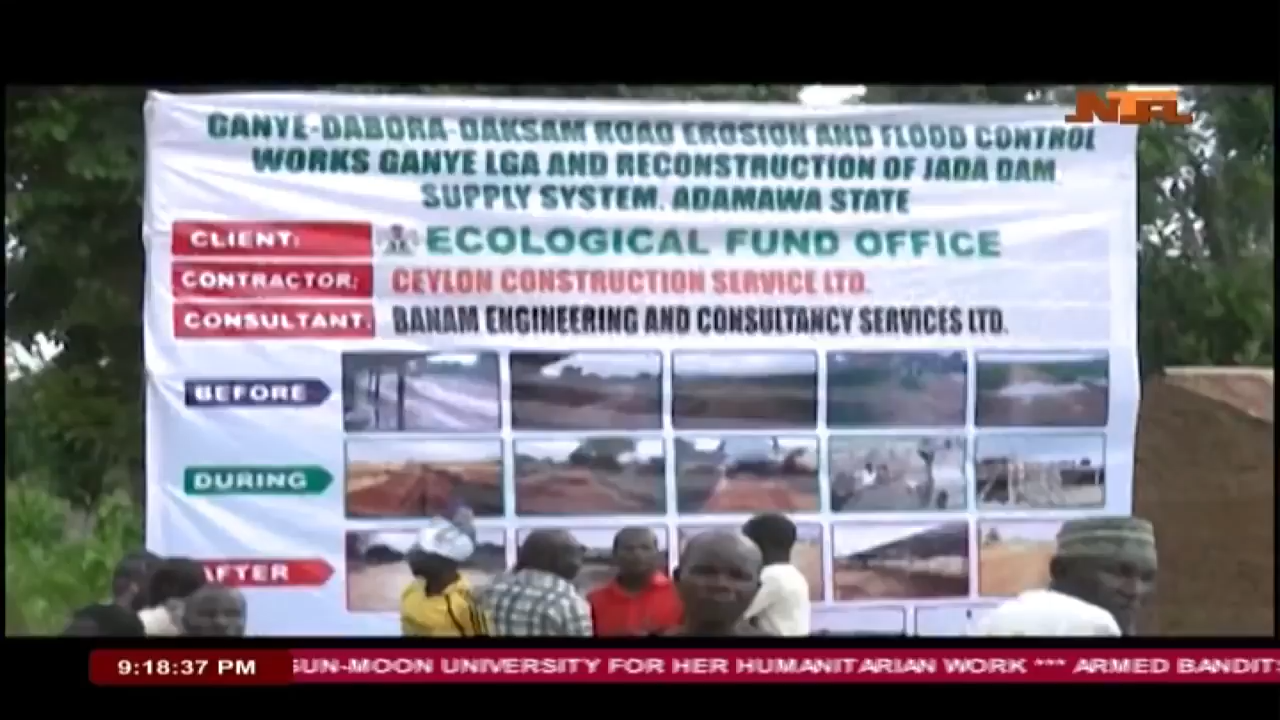 NTA
GANYE-DABORA-DAKSAM ROAD EROSION AND FLOOD CONTROL
WORKS GANYE LGA AND RECONSTRUCTION OF JADA DAM
SUPPLY SYSTEM. ADAMAWA STATE
CLIENT: ECOLOGICAL FUND OFFICE
CONTRACTOR: CEYLON CONSTRUCTION SERVICE LTD.
CONSULTANT: BANAM ENGINEERING AND CONSULTANCY SERVICES LTD.
BEFORE
DURING
AFTER
9:18:37 PM SUN-MOON UNIVERSITY FOR HER HUMANITARIAN WORK *** ARMED BANDITS